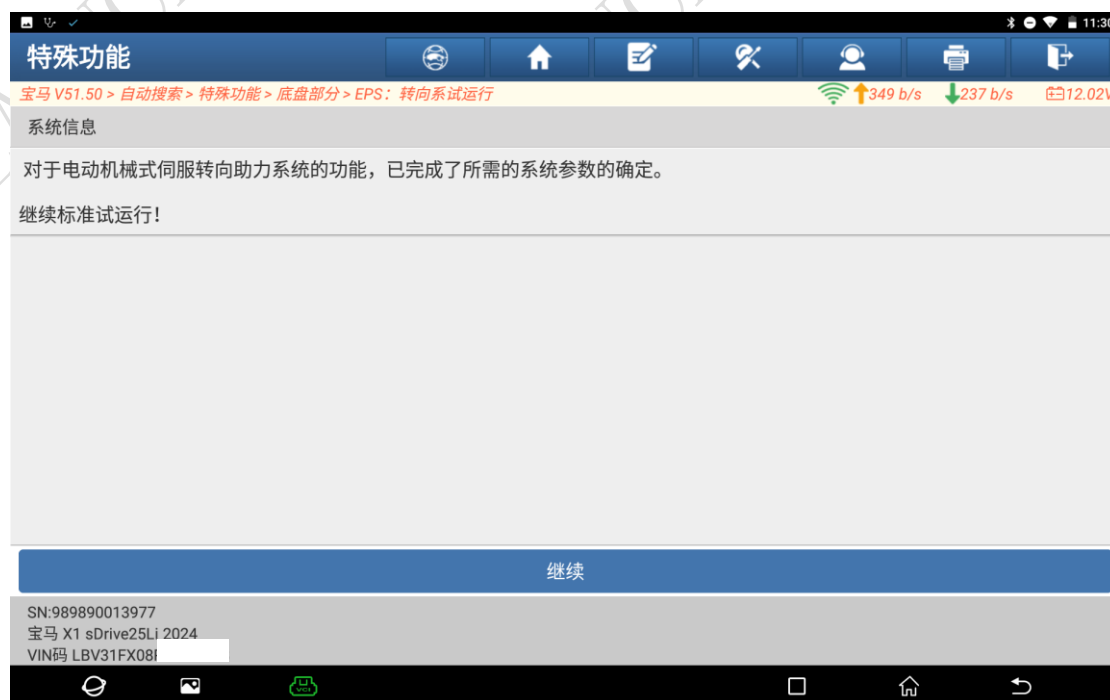 11:30
特殊功能
宝马 V51.50 > 自动搜索 > 特殊功能 > 底盘部分 > EPS：转向系试运行 349 b/s 237 b/s 12.02V
系统信息
对于电动机械式伺服转向助力系统的功能，已完成了所需的系统参数的确定。
继续标准试运行！
继续
SN:989890013977
宝马 X1 sDrive25Li 2024
VIN码 LBV31FX08
VCI